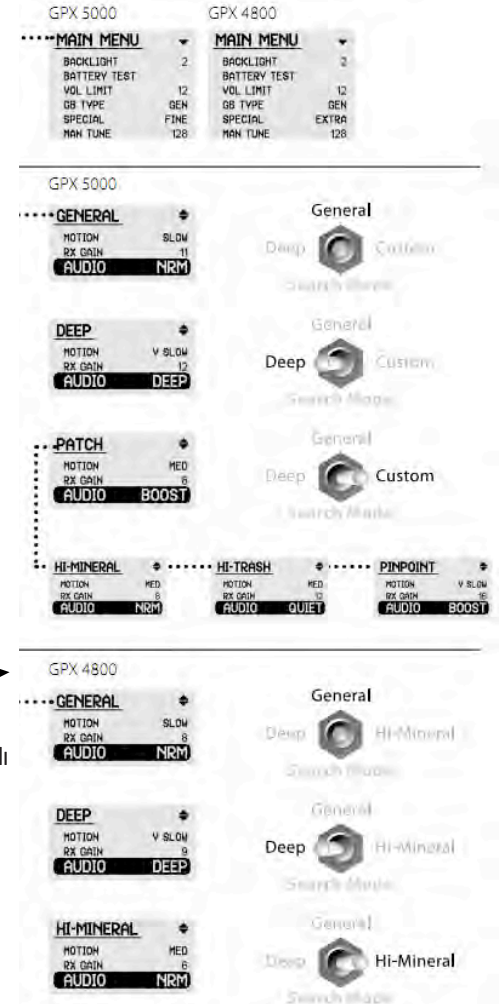 GPX 5000 GPX 4800
MAIN MENU
BACKLIGHT 2
BATTERY TEST
VOL LIMIT 12
GB TYPE GEN
SPECIAL FINE
MAN TUNE 128
MAIN MENU
BACKLIGHT 2
BATTERY TEST
VOL LIMIT 12
GB TYPE GEN
SPECIAL EXTRA
MAN TUNE 128
GPX 5000
GENERAL
MOTION SLOW
RX GAIN 11
AUDIO NRM
General
Deep Custom
Search Mode
DEEP
MOTION V SLOW
RX GAIN 12
AUDIO DEEP
General
Deep Custom
Search Mode
PATCH
MOTION MED
RX GAIN 6
AUDIO BOOST
General
Deep Custom
Search Mode
HI-MINERAL
MOTION MED
RX GAIN 8
AUDIO NRM
HI-TRASH
MOTION MED
RX GAIN 12
AUDIO QUIET
PINPOINT
MOTION V SLOW
RX GAIN 16
AUDIO BOOST
GPX 4800
GENERAL
MOTION SLOW
RX GAIN 8
AUDIO NRM
General
Deep Hi-Mineral
Search Mode
DEEP
MOTION V SLOW
RX GAIN 9
AUDIO DEEP
General
Deep Hi-Mineral
Search Mode
HI-MINERAL
MOTION MED
RX GAIN 6
AUDIO NRM
General
Deep Hi-Mineral
Search Mode